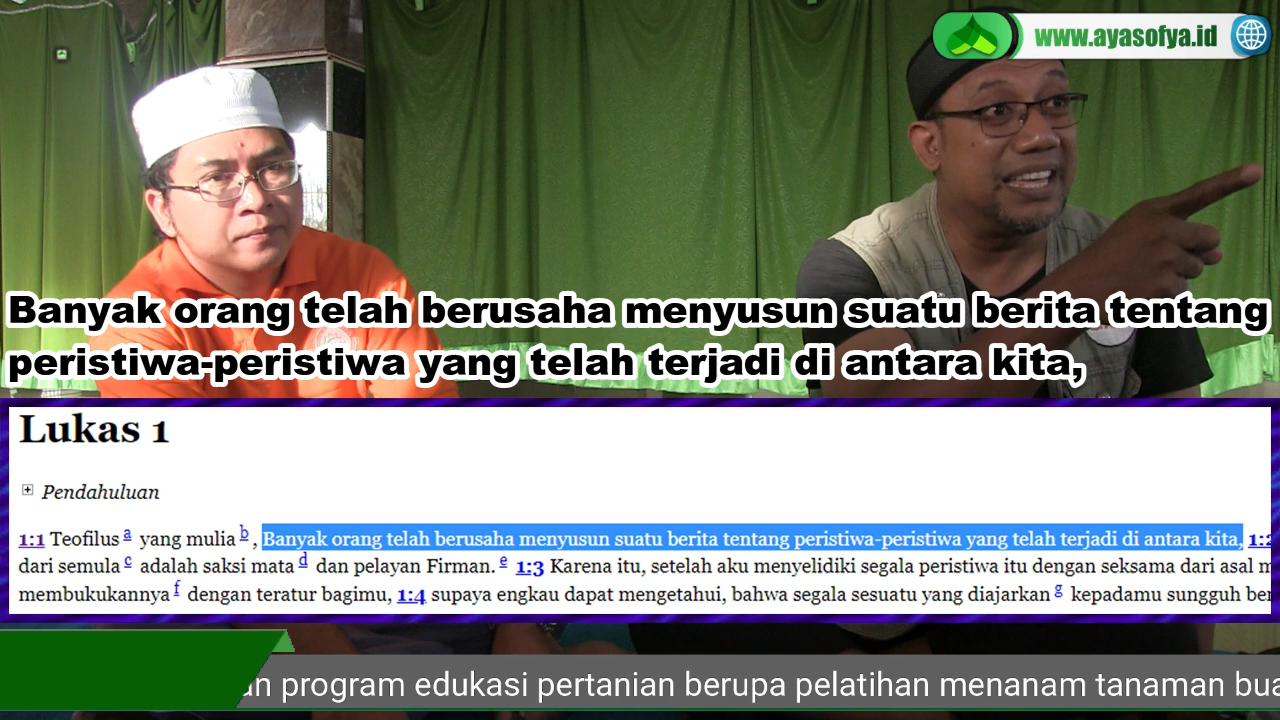 www.ayasofya.id
Banyak orang telah berusaha menyusun suatu berita tentang
peristiwa-peristiwa yang telah terjadi di antara kita,
Lukas 1
Pendahuluan
1:1 Teofilus a yang mulia b , Banyak orang telah berusaha menyusun suatu berita tentang peristiwa-peristiwa yang telah terjadi di antara kita, 1:2
dari semula c adalah saksi mata d dan pelayan Firman. e 1:3 Karena itu, setelah aku menyelidiki segala peristiwa itu dengan seksama dari asal
membukukannya f dengan teratur bagimu, 1:4 supaya engkau dapat mengetahui, bahwa segala sesuatu yang diajarkan g kepadamu sungguh
program edukasi pertanian berupa pelatihan menanam tanaman